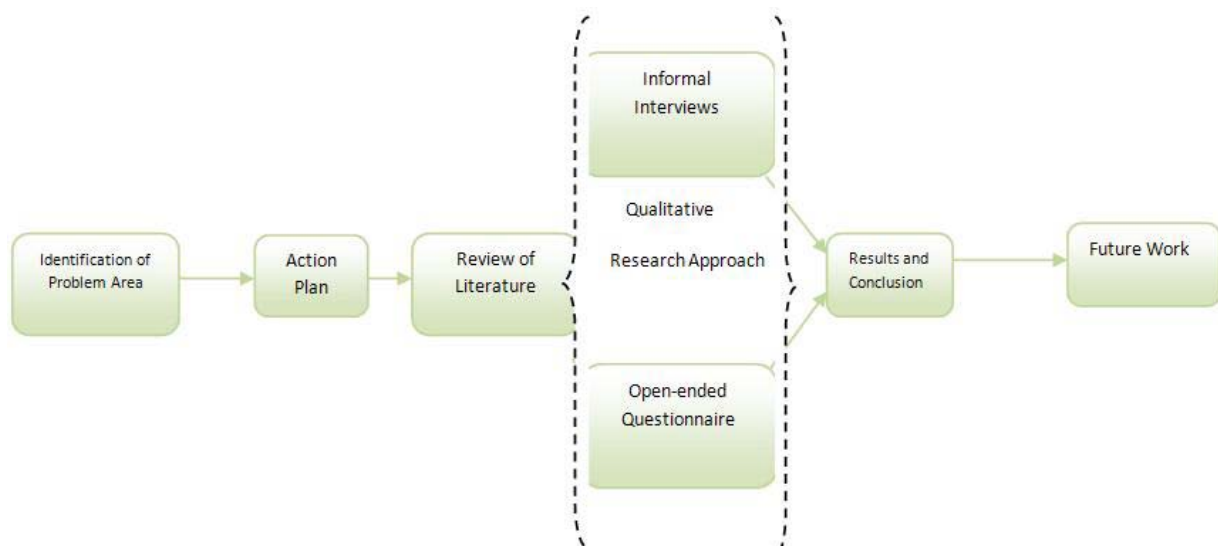 Identification of
Problem Area
Action
Plan
Review of
Literature
Informal
Interviews
Qualitative
Research Approach
Open-ended
Questionnaire
Results and
Conclusion
Future Work